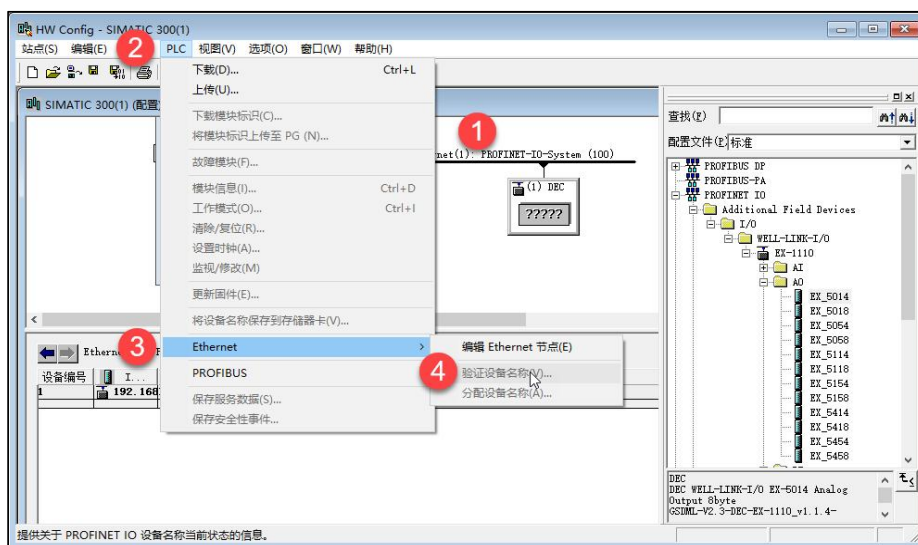 HW Config - SIMATIC 300(1)
站点(S) 编辑(E) 2 PLC 视图(V) 选项(O) 窗口(W) 帮助(H)
SIMATIC 300(1) (配置
下载(D)... Ctrl+L
上传(U)...
下载模块标识(C)...
将模块标识上传至 PG (N)...
故障模块(F)...
模块信息(I)... Ctrl+D
工作模式(O)... Ctrl+I
清除/复位(R)...
设置时钟(A)...
监视/修改(M)
更新固件(E)...
将设备名称保存到存储器卡(V)...
Ethernet
PROFIBUS
保存服务数据(S)...
保存安全性事件...
1
net(1): PROFINET-IO-System (100)
(1) DEC
?????
3
Ethern
设备编号 I...
1 192.168
编辑 Ethernet 节点(E)
4
验证设备名称(V)...
分配设备名称(A)...
查找(F)
配置文件(E) 标准
PROFIBUS DP
PROFIBUS-PA
PROFINET IO
Additional Field Devices
I/O
WELL-LINK-I/O
EX-1110
AI
AO
EX_5014
EX_5018
EX_5054
EX_5058
EX_5114
EX_5118
EX_5154
EX_5158
EX_5414
EX_5418
EX_5454
EX_5458
DEC
DEC WELL-LINK-I/O EX-5014 Analog
Output 8byte
GSDML-V2.3-DEC-EX-1110_v1.1.4-
提供关于 PROFINET IO 设备名称当前状态的信息。